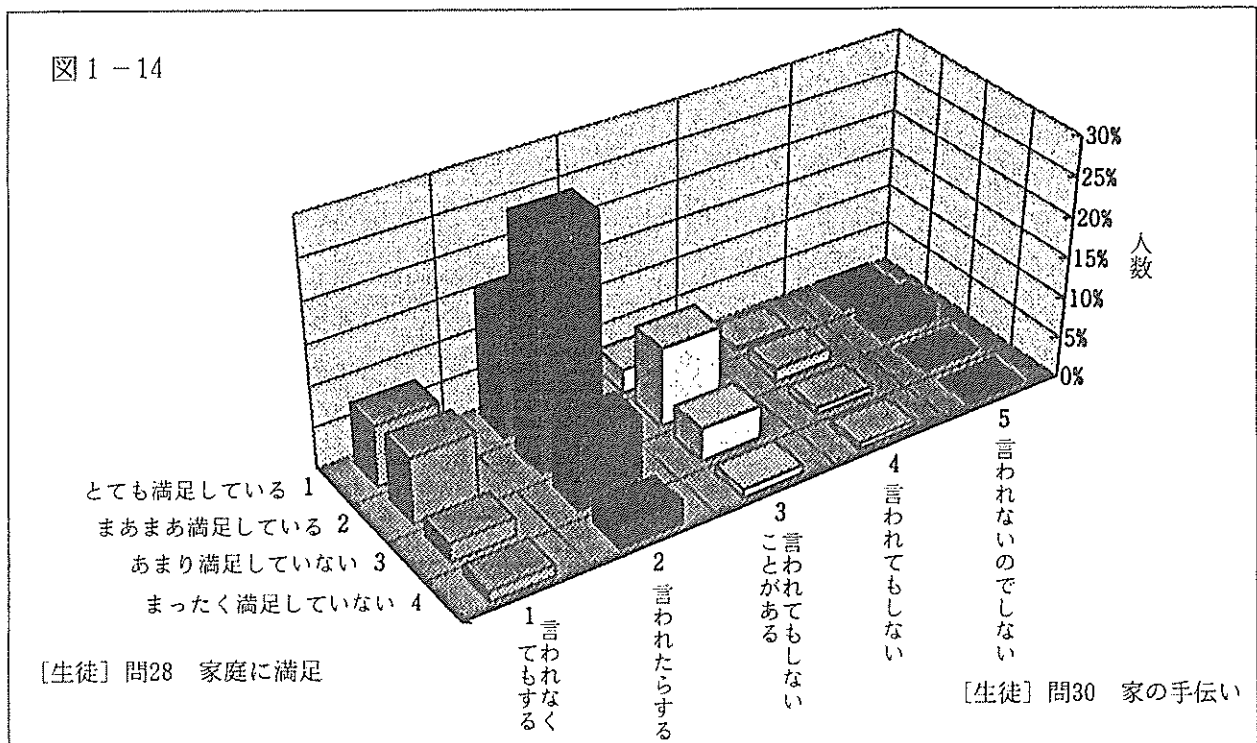 図1-14
30%
25%
20%
15%
10%
5%
0%
人数
とても満足している 1
まあまあ満足している 2
あまり満足していない 3
まったく満足していない 4
1 言われなく
てもする
2 言われたらする
3 言われてもしない
ことがある
4 言われてもしない
5 言われないのでしない
[生徒] 問28 家庭に満足
[生徒] 問30 家の手伝い